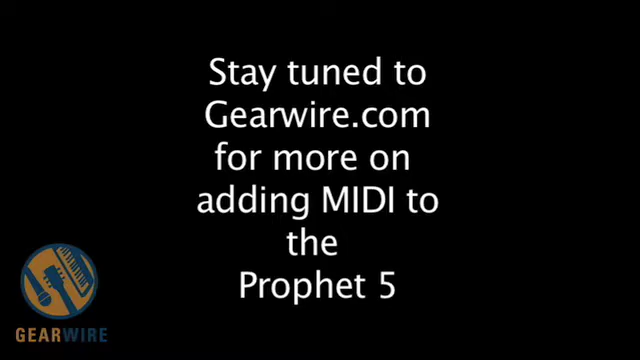 Stay tuned to
Gearwire.com
for more on
adding MIDI to
the
Prophet 5
GEARWIRE